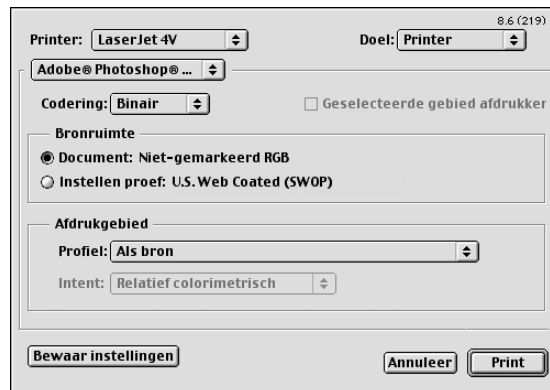 8.6 (219)
Printer: LaserJet 4V Doel: Printer
Adobe® Photoshop® ...
Codering: Binair Geselecteerde gebied afdrukker
Bronruimte
Document: Niet-gemarkeerd RGB
Instellen proef: U.S. Web Coated (SWOP)
Afdrukgebied
Profiel: Als bron
Intent: Relatief colorimetrisch
Bewaar instellingen Annuleer Print